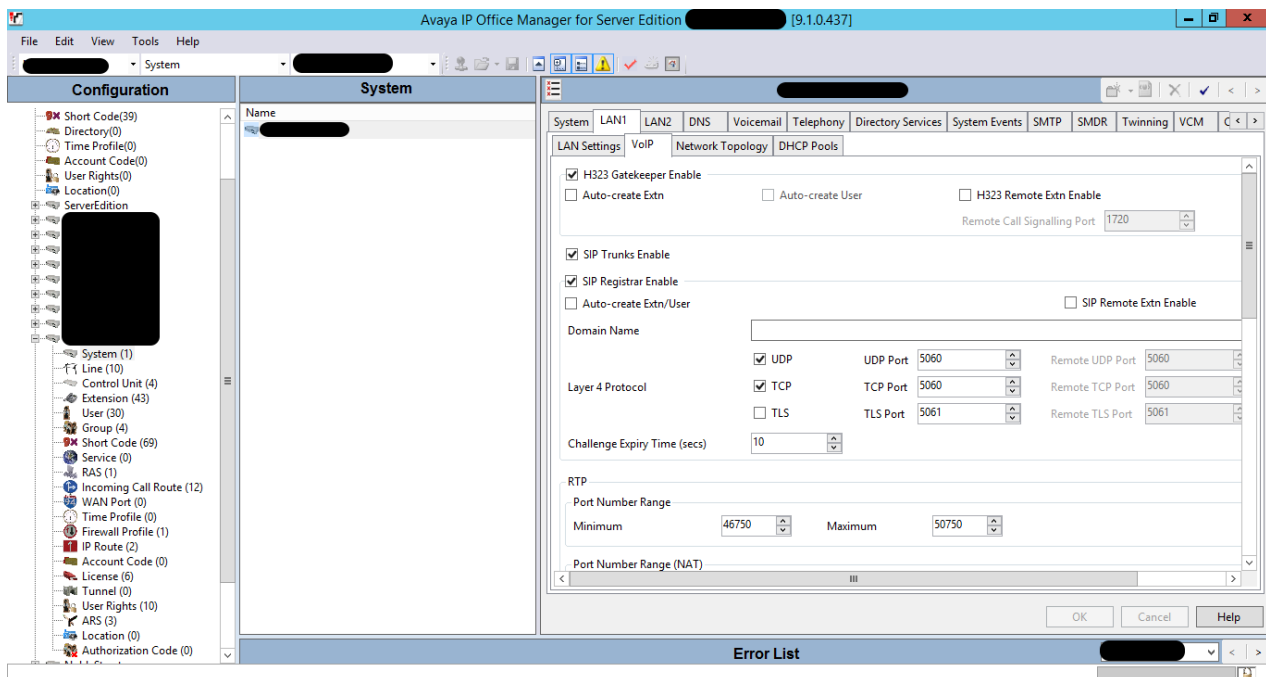 Avaya IP Office Manager for Server Edition [9.1.0.437]
File Edit View Tools Help
System
Configuration
Short Code(39)
Directory(0)
Time Profile(0)
Account Code(0)
User Rights(0)
Location(0)
ServerEdition
System (1)
Line (10)
Control Unit (4)
Extension (43)
User (30)
Group (4)
Short Code (69)
Service (0)
RAS (1)
Incoming Call Route (12)
WAN Port (0)
Time Profile (0)
Firewall Profile (1)
IP Route (2)
Account Code (0)
License (6)
Tunnel (0)
User Rights (10)
ARS (3)
Location (0)
Authorization Code (0)
System
Name
System LAN1 LAN2 DNS Voicemail Telephony Directory Services System Events SMTP SMDR Twinning VCM
LAN Settings VoIP Network Topology DHCP Pools
H323 Gatekeeper Enable
Auto-create Extn Auto-create User H323 Remote Extn Enable
Remote Call Signalling Port 1720
SIP Trunks Enable
SIP Registrar Enable
Auto-create Extn/User SIP Remote Extn Enable
Domain Name
UDP UDP Port 5060 Remote UDP Port 5060
Layer 4 Protocol TCP TCP Port 5060 Remote TCP Port 5060
TLS TLS Port 5061 Remote TLS Port 5061
Challenge Expiry Time (secs) 10
RTP
Port Number Range
Minimum 46750 Maximum 50750
Port Number Range (NAT)
OK Cancel Help
Error List